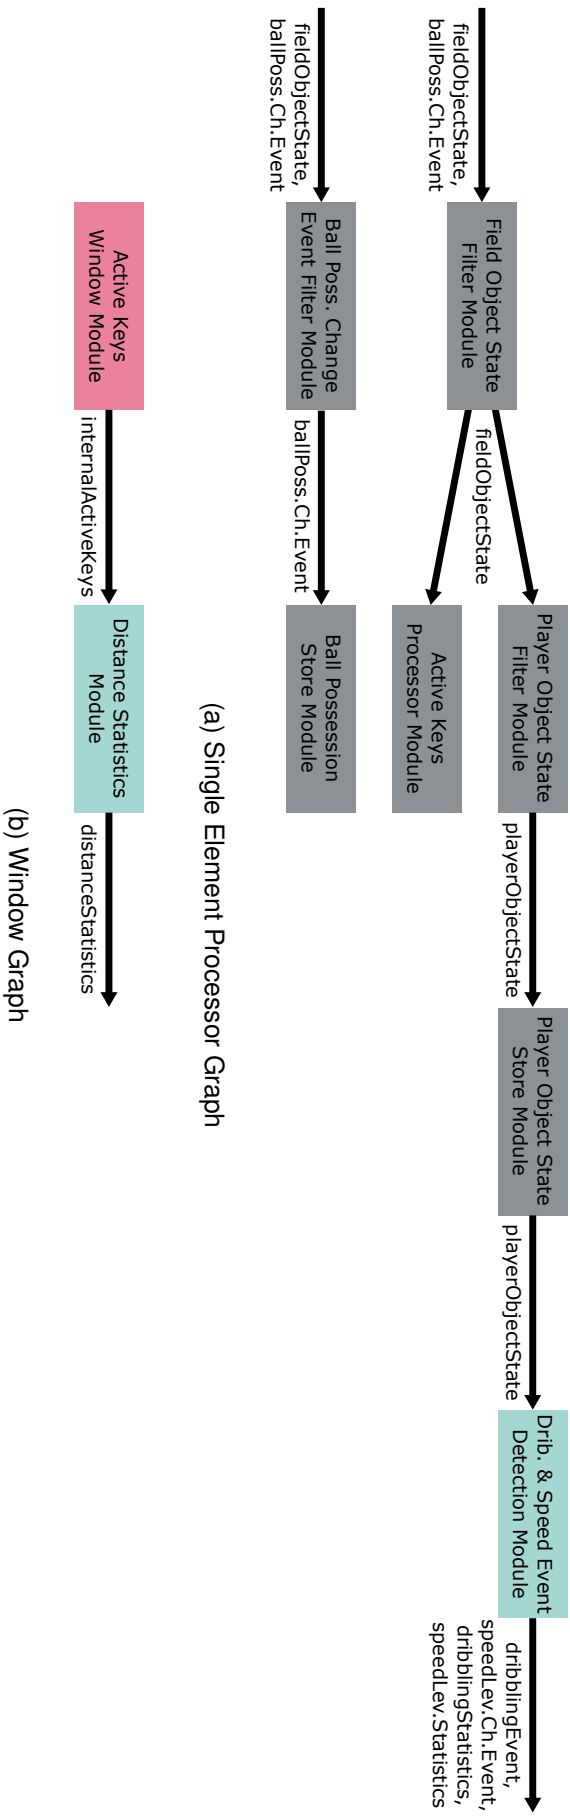 fieldObjectState,
ballPoss.Ch.Event
Field Object State
Filter Module
fieldObjectState
Player Object State
Filter Module
playerObjectState
Player Object State
Store Module
playerObjectState
Drib. & Speed Event
Detection Module
dribblingEvent,
speedLev.Ch.Event,
dribblingStatistics,
speedLev.Statistics
Active Keys
Processor Module
fieldObjectState,
ballPoss.Ch.Event
Ball Poss. Change
Event Filter Module
ballPoss.Ch.Event
Ball Possession
Store Module
(a) Single Element Processor Graph
Active Keys
Window Module
internalActiveKeys
Distance Statistics
Module
distanceStatistics
(b) Window Graph